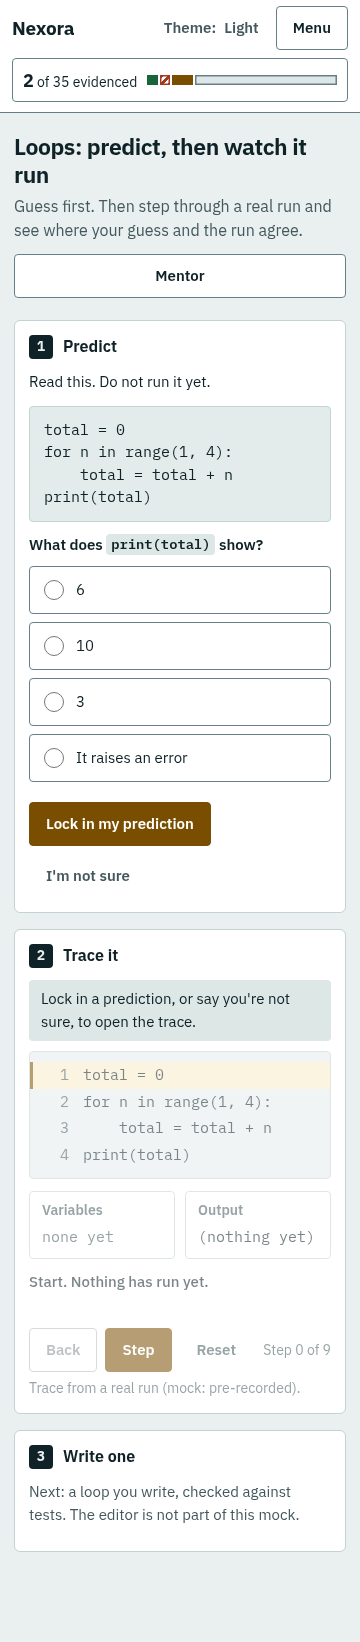 Nexora
Theme: Light
Menu
2 of 35 evidenced
Loops: predict, then watch it
run
Guess first. Then step through a real run and
see where your guess and the run agree.
Mentor
1 Predict
Read this. Do not run it yet.
total = 0
for n in range(1, 4):
    total = total + n
print(total)
What does print(total) show?
6
10
3
It raises an error
Lock in my prediction
I'm not sure
2 Trace it
Lock in a prediction, or say you're not
sure, to open the trace.
1 total = 0
2 for n in range(1, 4):
3     total = total + n
4 print(total)
Variables
none yet
Output
(nothing yet)
Start. Nothing has run yet.
Back Step Reset Step 0 of 9
Trace from a real run (mock: pre-recorded).
3 Write one
Next: a loop you write, checked against
tests. The editor is not part of this mock.